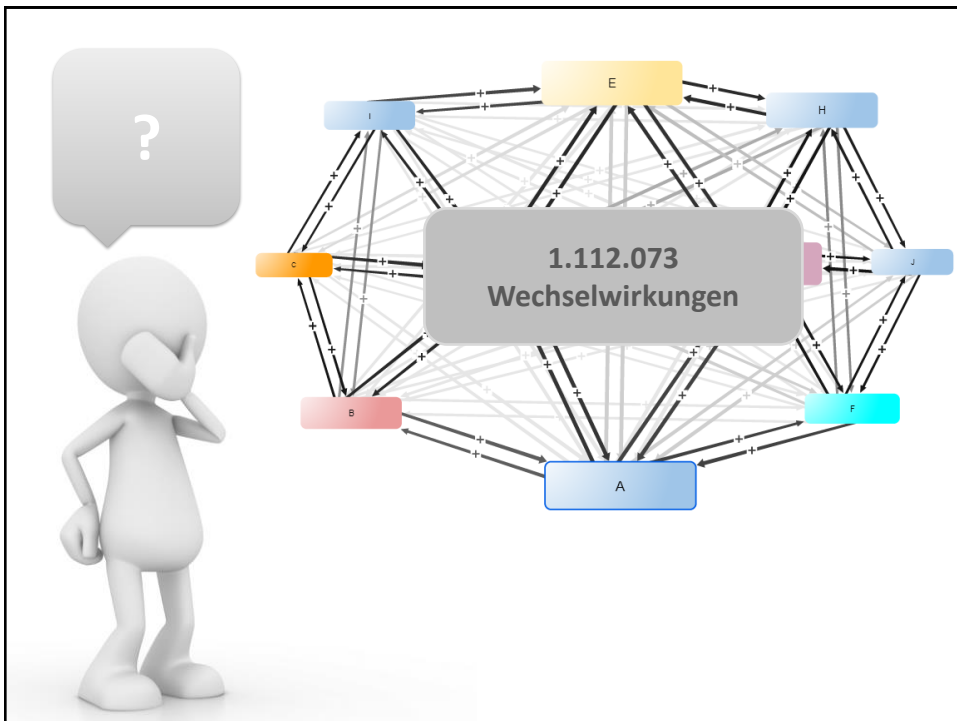 ?
E
I
H
+
+
+
+
+
+
+
+
+
+
+
+
1.112.073
Wechselwirkungen
C
J
+
+
+
+
+
+
+
+
B
F
+
+
+
+
A